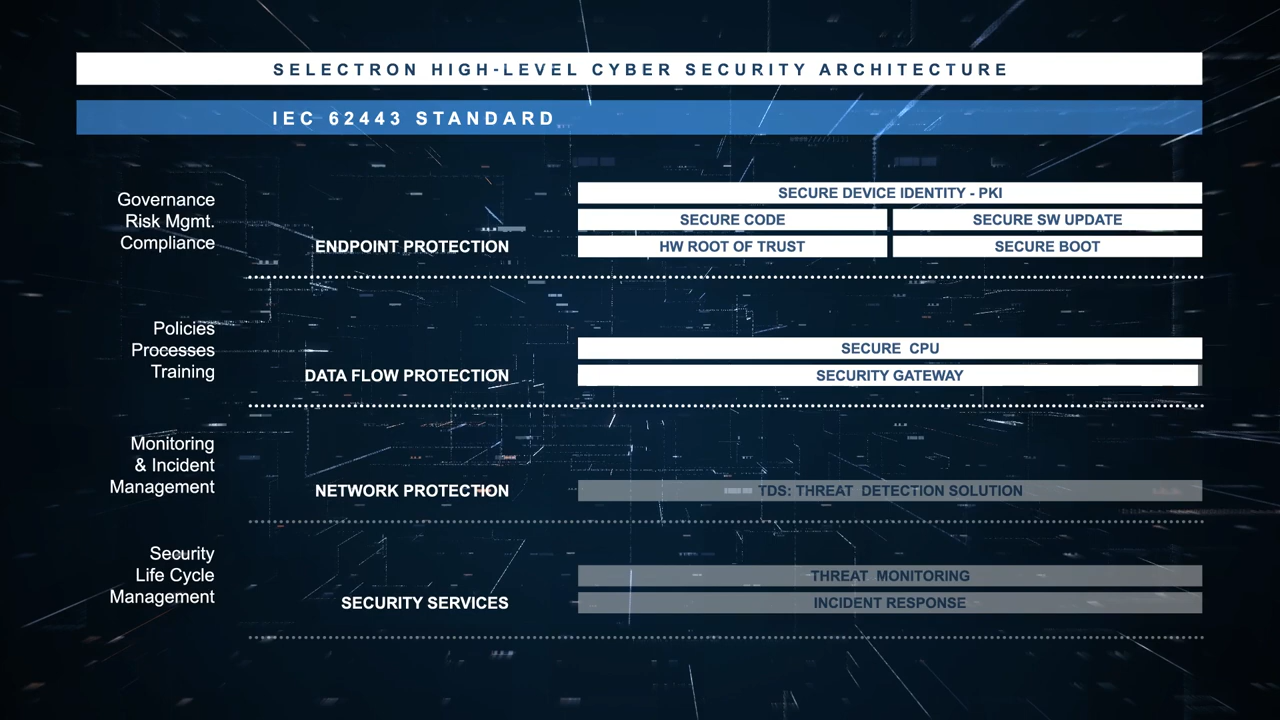 SELECTRON HIGH-LEVEL CYBER SECURITY ARCHITECTURE
IEC 62443 STANDARD
Governance
Risk Mgmt.
Compliance
ENDPOINT PROTECTION
SECURE DEVICE IDENTITY - PKI
SECURE CODE
SECURE SW UPDATE
HW ROOT OF TRUST
SECURE BOOT
Policies
Processes
Training
DATA FLOW PROTECTION
SECURE CPU
SECURITY GATEWAY
Monitoring
& Incident
Management
NETWORK PROTECTION
TDS: THREAT DETECTION SOLUTION
Security
Life Cycle
Management
SECURITY SERVICES
THREAT MONITORING
INCIDENT RESPONSE